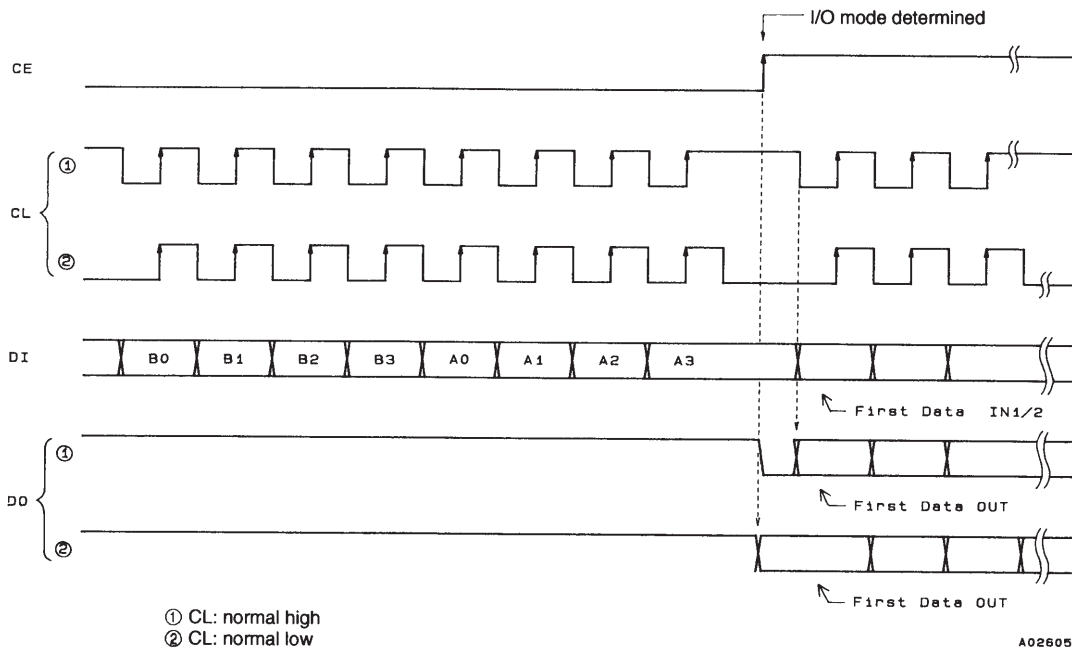 I/O mode determined
CE
CL
①
②
DI
B0 B1 B2 B3 A0 A1 A2 A3
First Data IN1/2
DO
①
First Data OUT
②
First Data OUT
① CL: normal high
② CL: normal low
A02605